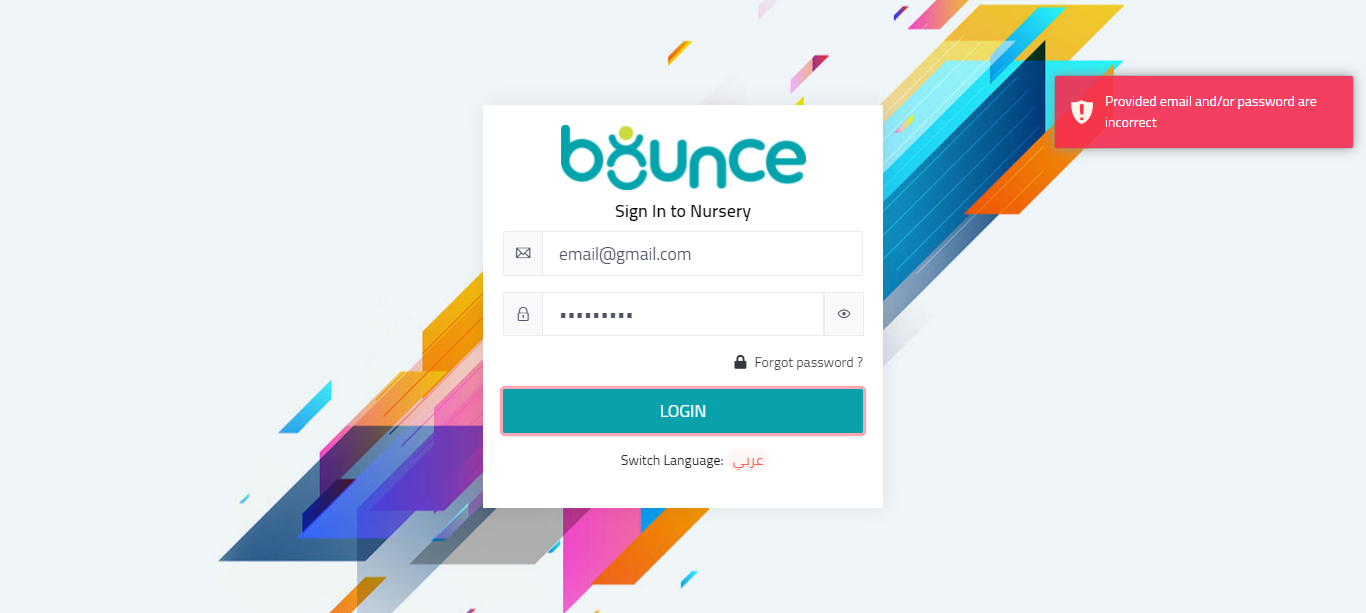 bounce
Provided email and/or password are
incorrect
Sign In to Nursery
email@gmail.com
Forgot password ?
LOGIN
Switch Language: عربي